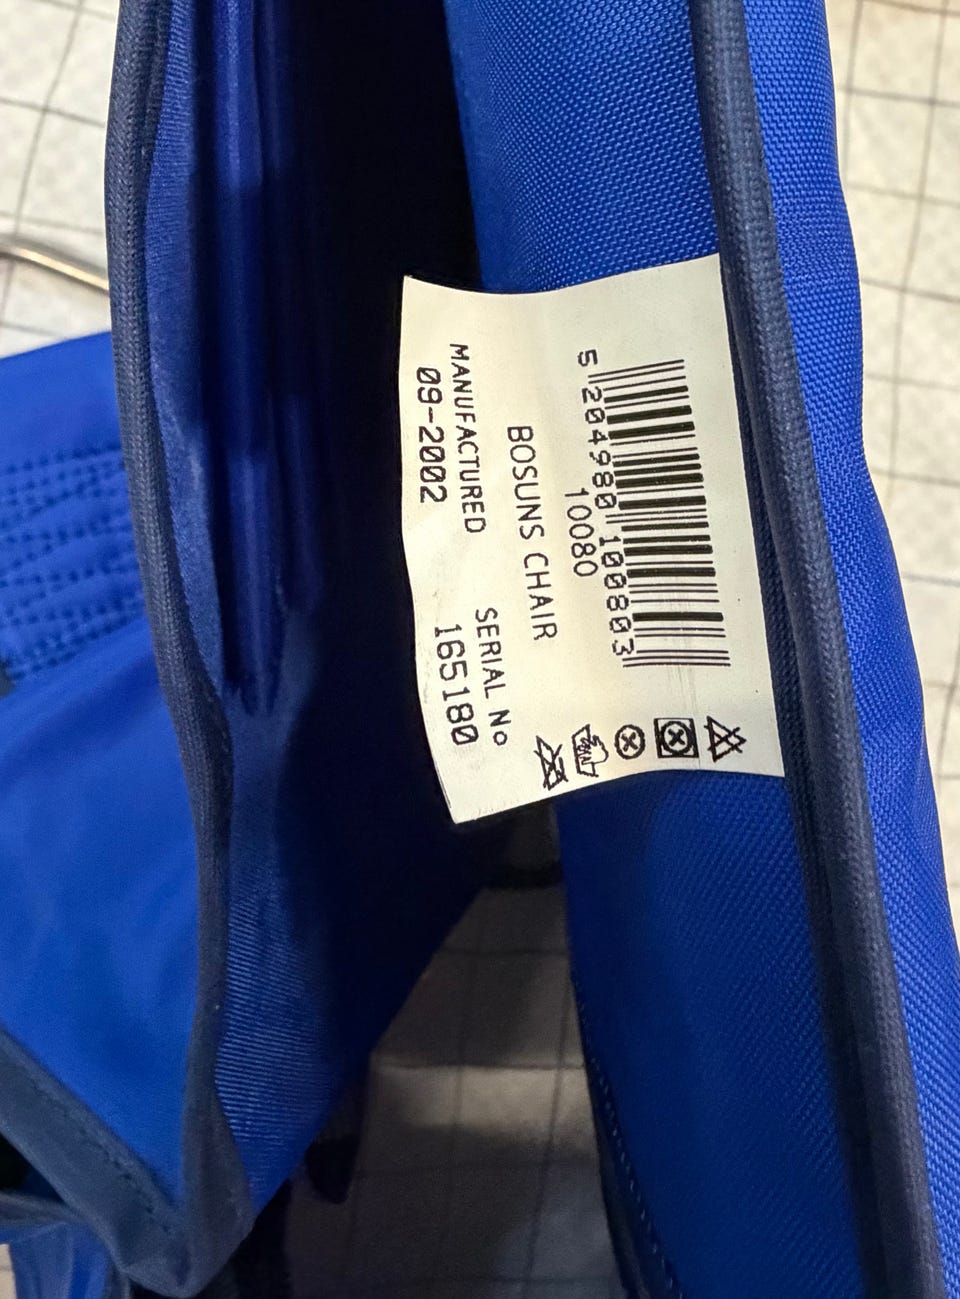 5 204980 100803
10080
BOSUNS CHAIR
MANUFACTURED
09-2002
SERIAL No
165180